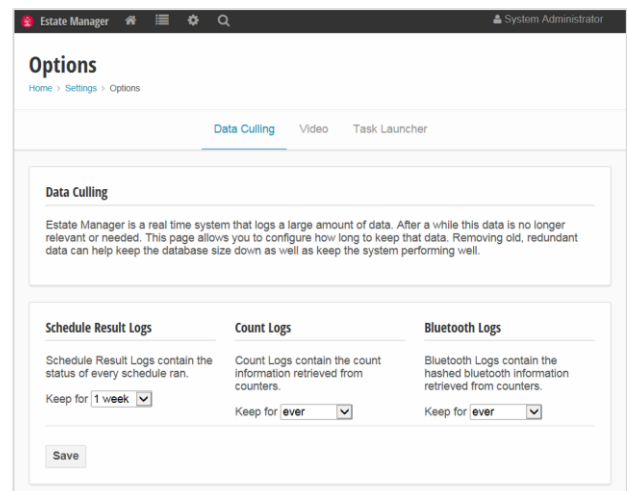 Estate Manager
System Administrator
Options
Home > Settings > Options
Data Culling Video Task Launcher
Data Culling
Estate Manager is a real time system that logs a large amount of data. After a while this data is no longer
relevant or needed. This page allows you to configure how long to keep that data. Removing old, redundant
data can help keep the database size down as well as keep the system performing well.
Schedule Result Logs
Schedule Result Logs contain the
status of every schedule ran.
Keep for 1 week
Count Logs
Count Logs contain the count
information retrieved from
counters.
Keep for ever
Bluetooth Logs
Bluetooth Logs contain the
hashed bluetooth information
retrieved from counters.
Keep for ever
Save